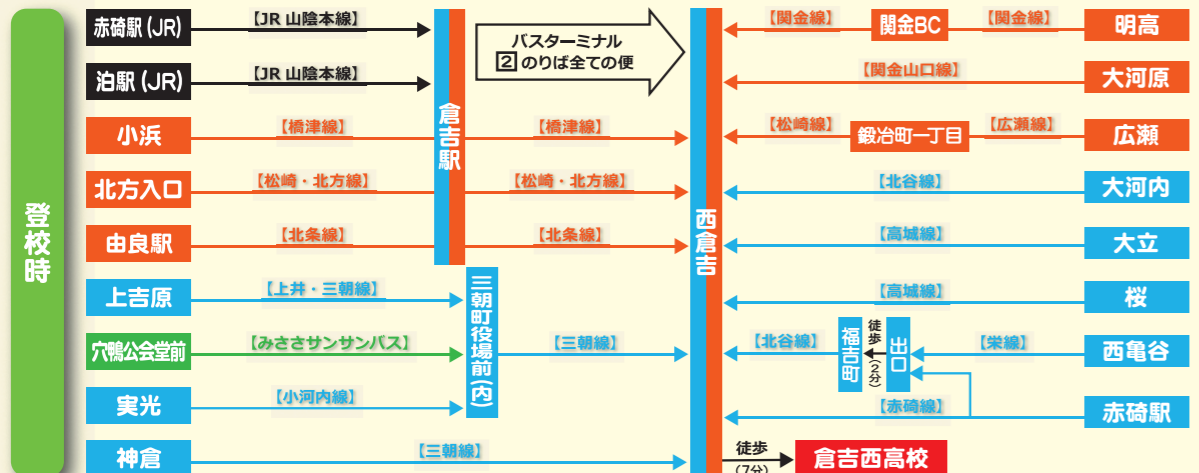 登校時
赤碕駅(JR)
【JR 山陰本線】
泊駅(JR)
【JR 山陰本線】
倉吉駅
バスターミナル
2 のりば全ての便
小浜
【橋津線】
【橋津線】
北方入口
【松崎・北方線】
【松崎・北方線】
由良駅
【北条線】
【北条線】
上吉原
【上井・三朝線】
穴鴨公会堂前
【みささサンサンバス】
実光
【小河内線】
三朝町役場前(内)
【三朝線】
神倉
【三朝線】
西倉吉
【関金線】
関金BC
【関金線】
明高
【関金山口線】
大河原
【松崎線】
鍛冶町一丁目
【広瀬線】
広瀬
【北谷線】
大河内
【高城線】
大立
【高城線】
桜
【北谷線】
福吉町
徒歩
(2分)
出口
【栄線】
西亀谷
【赤碕線】
赤碕駅
徒歩
(7分)
倉吉西高校